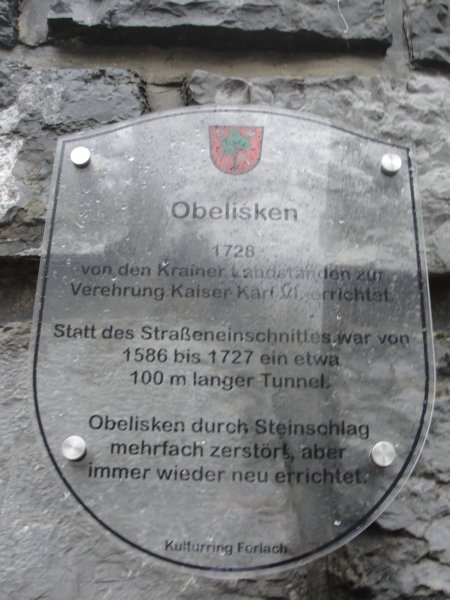 Obelisken
1728
von den Krainer Landständen zur
Verehrung Kaiser Karl VI. errichtet.
Statt des Straßeneinschnittes war von
1586 bis 1727 ein etwa
100 m langer Tunnel.
Obelisken durch Steinschlag
mehrfach zerstört, aber
immer wieder neu errichtet.
Kulturring Ferlach